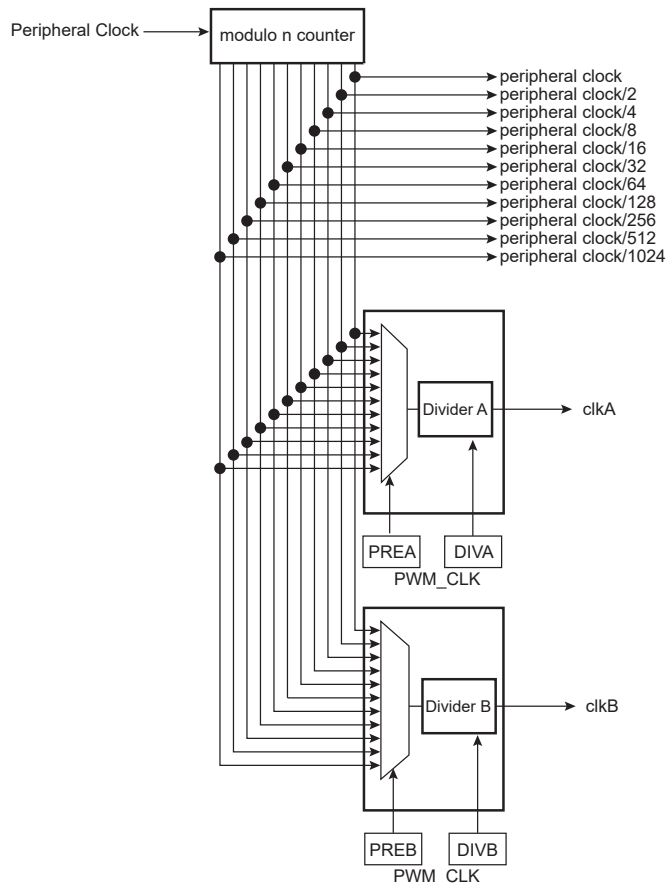 Peripheral Clock
modulo n counter
peripheral clock
peripheral clock/2
peripheral clock/4
peripheral clock/8
peripheral clock/16
peripheral clock/32
peripheral clock/64
peripheral clock/128
peripheral clock/256
peripheral clock/512
peripheral clock/1024
Divider A
clkA
PREA
DIVA
PWM_CLK
Divider B
clkB
PREB
DIVB
PWM CLK